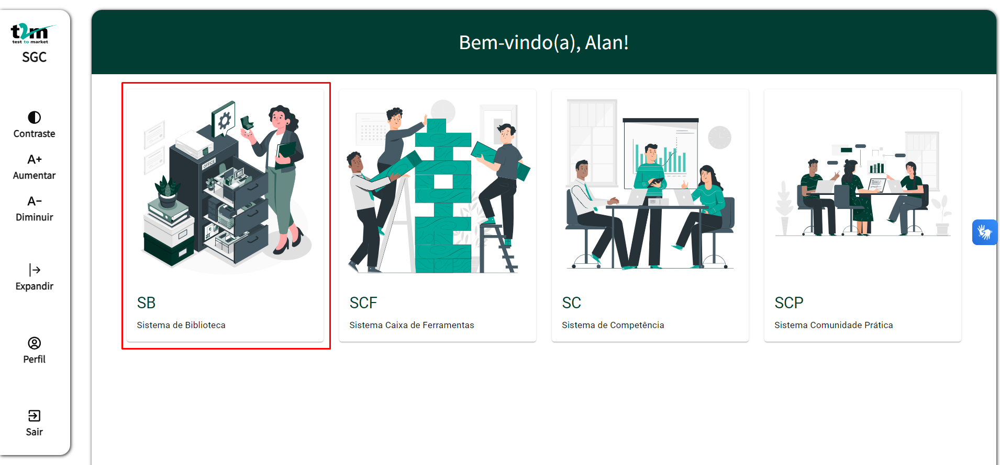 t2m
test to market
SGC
Contraste
A+
Aumentar
A-
Diminuir
Expandir
Perfil
Sair
Bem-vindo(a), Alan!
OFFICE
SB
Sistema de Biblioteca
SCF
Sistema Caixa de Ferramentas
SC
Sistema de Competência
SCP
Sistema Comunidade Prática